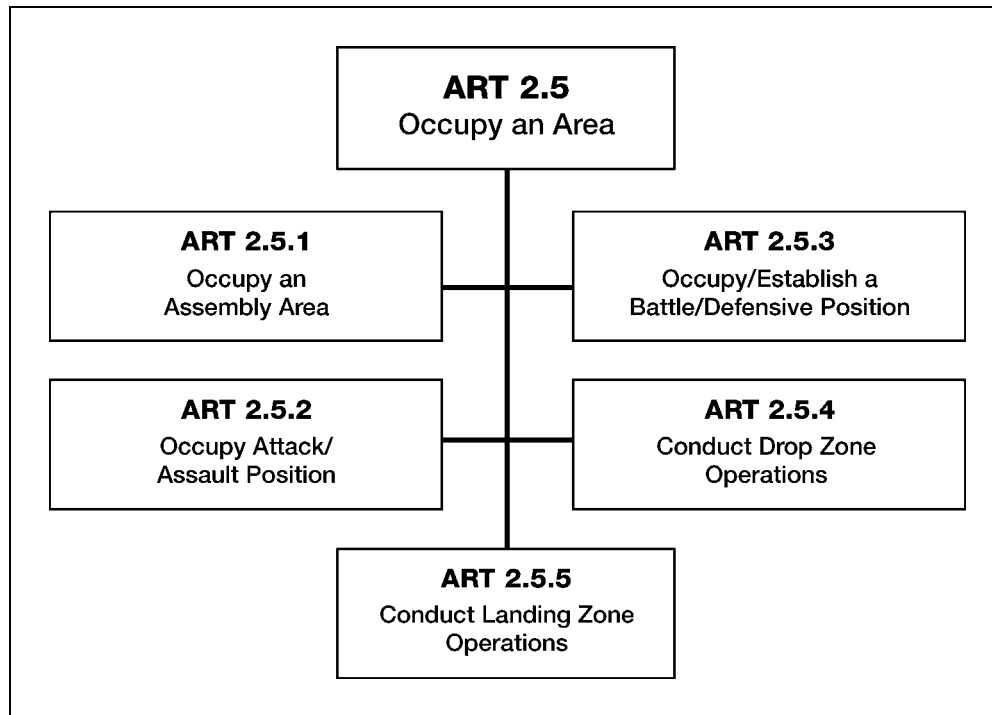 ART 2.5
Occupy an Area
ART 2.5.1
Occupy an
Assembly Area
ART 2.5.3
Occupy/Establish a
Battle/Defensive Position
ART 2.5.2
Occupy Attack/
Assault Position
ART 2.5.4
Conduct Drop Zone
Operations
ART 2.5.5
Conduct Landing Zone
Operations